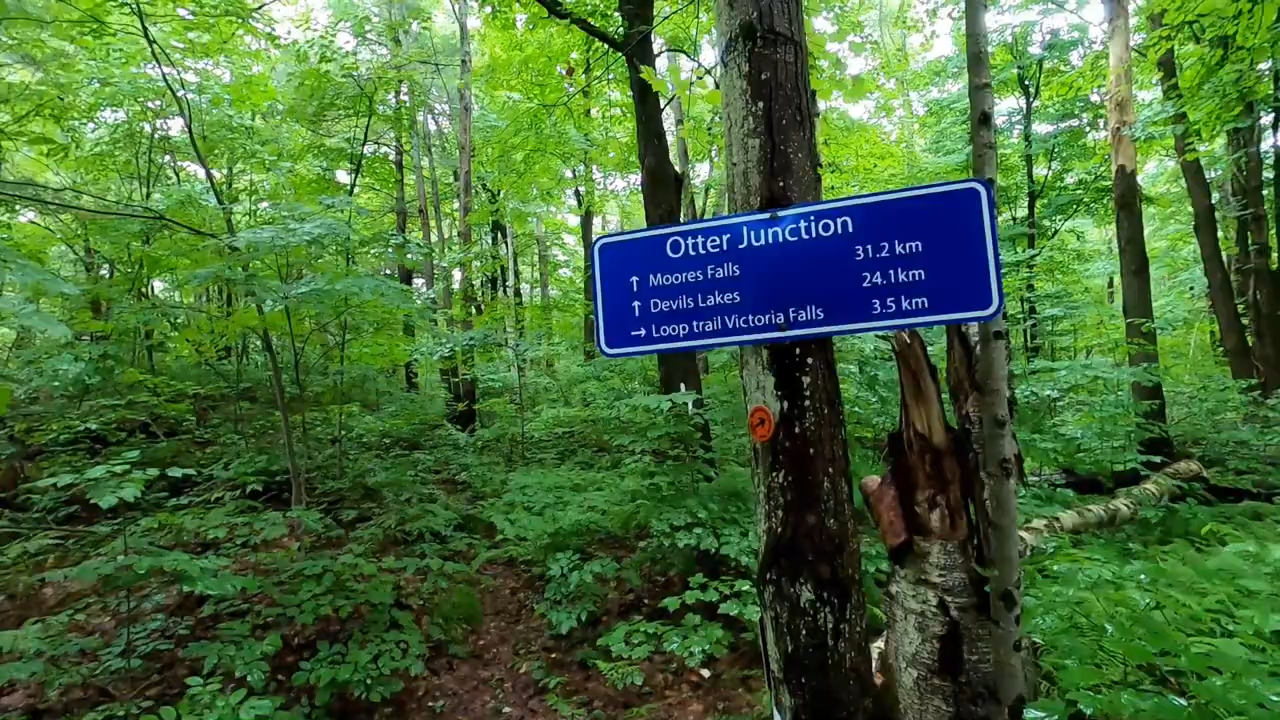 Otter Junction
↑ Moores Falls 31.2 km
↑ Devils Lakes 24.1km
→ Loop trail Victoria Falls 3.5 km